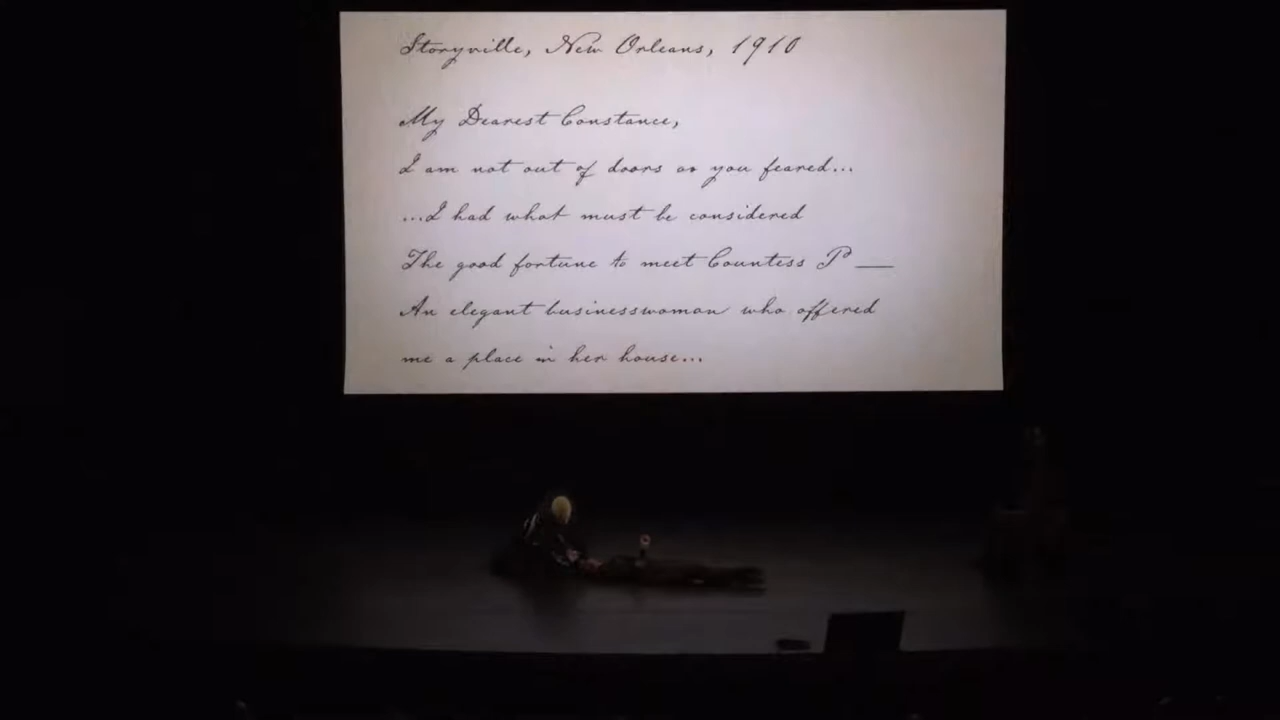 Storyville, New Orleans, 1910
My Dearest Constance,
I am not out of doors as you feared...
...I had what must be considered
The good fortune to meet Countess P —
An elegant businesswoman who offered
me a place in her house...